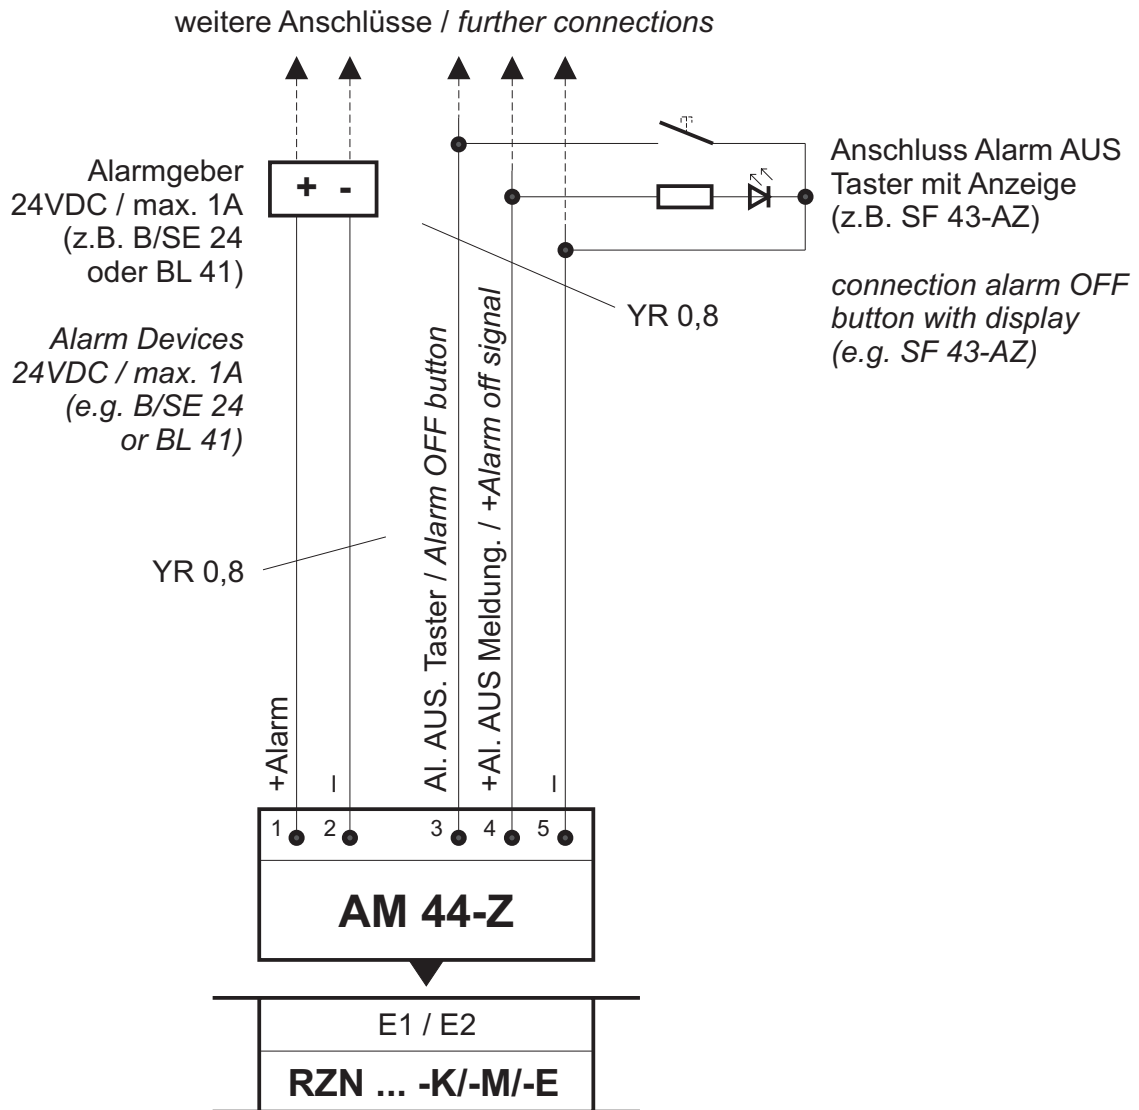 weitere Anschlüsse / further connections
Alarmgeber
24VDC / max. 1A
(z.B. B/SE 24
oder BL 41)
Alarm Devices
24VDC / max. 1A
(e.g. B/SE 24
or BL 41)
+ -
Anschluss Alarm AUS
Taster mit Anzeige
(z.B. SF 43-AZ)
connection alarm OFF
button with display
(e.g. SF 43-AZ)
YR 0,8
YR 0,8
+Alarm
–
Al. AUS. Taster / Alarm OFF button
+Al. AUS Meldung. / +Alarm off signal
–
1 2 3 4 5
AM 44-Z
E1 / E2
RZN ... -K/-M/-E